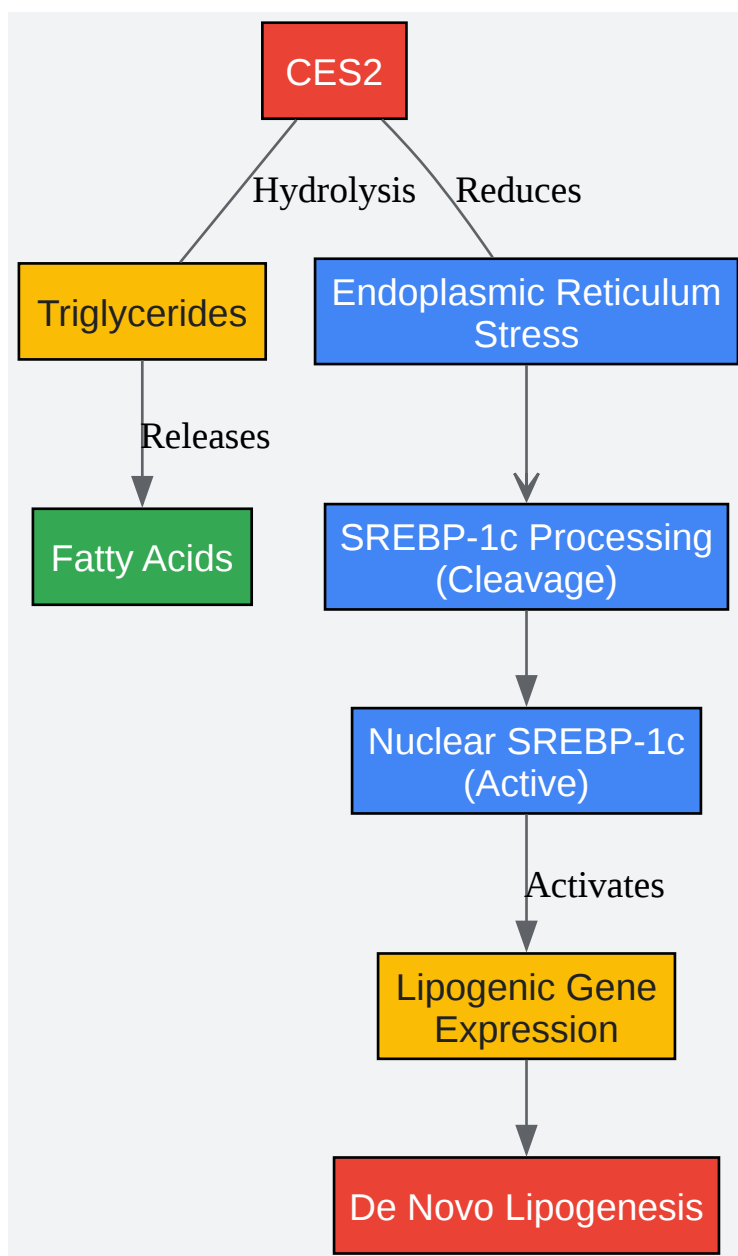 CES2
Hydrolysis
Reduces
Triglycerides
Endoplasmic Reticulum
Stress
Releases
Fatty Acids
SREBP-1c Processing
(Cleavage)
Nuclear SREBP-1c
(Active)
Activates
Lipogenic Gene
Expression
De Novo Lipogenesis